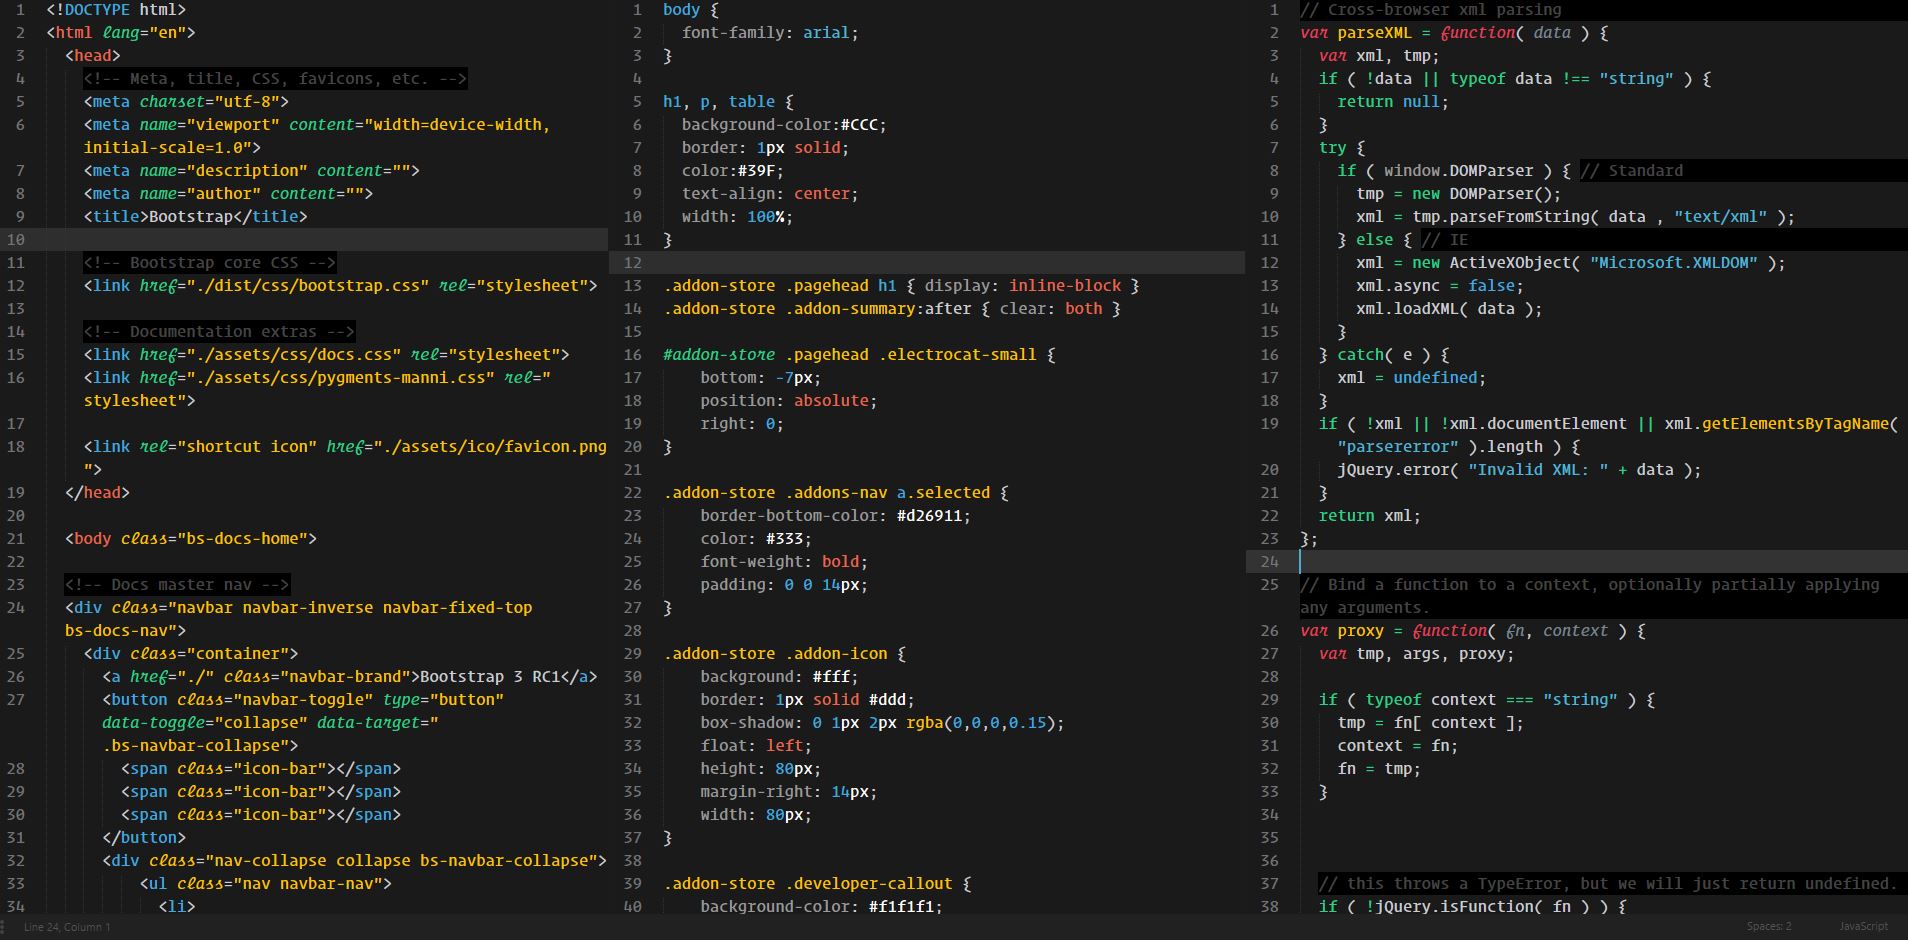 1 <!DOCTYPE html>
2 <html lang="en">
3 <head>
4 <!-- Meta, title, CSS, favicons, etc. -->
5 <meta charset="utf-8">
6 <meta name="viewport" content="width=device-width,
initial-scale=1.0">
7 <meta name="description" content="">
8 <meta name="author" content="">
9 <title>Bootstrap</title>
10
11 <!-- Bootstrap core CSS -->
12 <link href="./dist/css/bootstrap.css" rel="stylesheet">
13
14 <!-- Documentation extras -->
15 <link href="./assets/css/docs.css" rel="stylesheet">
16 <link href="./assets/css/pygments-manni.css" rel="
stylesheet">
17
18 <link rel="shortcut icon" href="./assets/ico/favicon.png
">
19 </head>
20
21 <body class="bs-docs-home">
22
23 <!-- Docs master nav -->
24 <div class="navbar navbar-inverse navbar-fixed-top
bs-docs-nav">
25 <div class="container">
26 <a href="./" class="navbar-brand">Bootstrap 3 RC1</a>
27 <button class="navbar-toggle" type="button"
data-toggle="collapse" data-target="
.bs-navbar-collapse">
28 <span class="icon-bar"></span>
29 <span class="icon-bar"></span>
30 <span class="icon-bar"></span>
31 </button>
32 <div class="nav-collapse collapse bs-navbar-collapse">
33 <ul class="nav navbar-nav">
34 <li>
1 body {
2 font-family: arial;
3 }
4
5 h1, p, table {
6 background-color:#CCC;
7 border: 1px solid;
8 color:#39F;
9 text-align: center;
10 width: 100%;
11 }
12
13 .addon-store .pagehead h1 { display: inline-block }
14 .addon-store .addon-summary:after { clear: both }
15
16 #addon-store .pagehead .electrocat-small {
17 bottom: -7px;
18 position: absolute;
19 right: 0;
20 }
21
22 .addon-store .addons-nav a.selected {
23 border-bottom-color: #d26911;
24 color: #333;
25 font-weight: bold;
26 padding: 0 0 14px;
27 }
28
29 .addon-store .addon-icon {
30 background: #fff;
31 border: 1px solid #ddd;
32 box-shadow: 0 1px 2px rgba(0,0,0,0.15);
33 float: left;
34 height: 80px;
35 margin-right: 14px;
36 width: 80px;
37 }
38
39 .addon-store .developer-callout {
40 background-color: #f1f1f1;
1 // Cross-browser xml parsing
2 var parseXML = function( data ) {
3 var xml, tmp;
4 if ( !data || typeof data !== "string" ) {
5 return null;
6 }
7 try {
8 if ( window.DOMParser ) { // Standard
9 tmp = new DOMParser();
10 xml = tmp.parseFromString( data , "text/xml" );
11 } else { // IE
12 xml = new ActiveXObject( "Microsoft.XMLDOM" );
13 xml.async = false;
14 xml.loadXML( data );
15 }
16 } catch( e ) {
17 xml = undefined;
18 }
19 if ( !xml || !xml.documentElement || xml.getElementsByTagName(
"parsererror" ).length ) {
20 jQuery.error( "Invalid XML: " + data );
21 }
22 return xml;
23 };
24
25 // Bind a function to a context, optionally partially applying
any arguments.
26 var proxy = function( fn, context ) {
27 var tmp, args, proxy;
28
29 if ( typeof context === "string" ) {
30 tmp = fn[ context ];
31 context = fn;
32 fn = tmp;
33 }
34
35
36
37 // this throws a TypeError, but we will just return undefined.
38 if ( !jQuery.isFunction( fn ) ) {
Line 24, Column 1
Spaces: 2
JavaScript